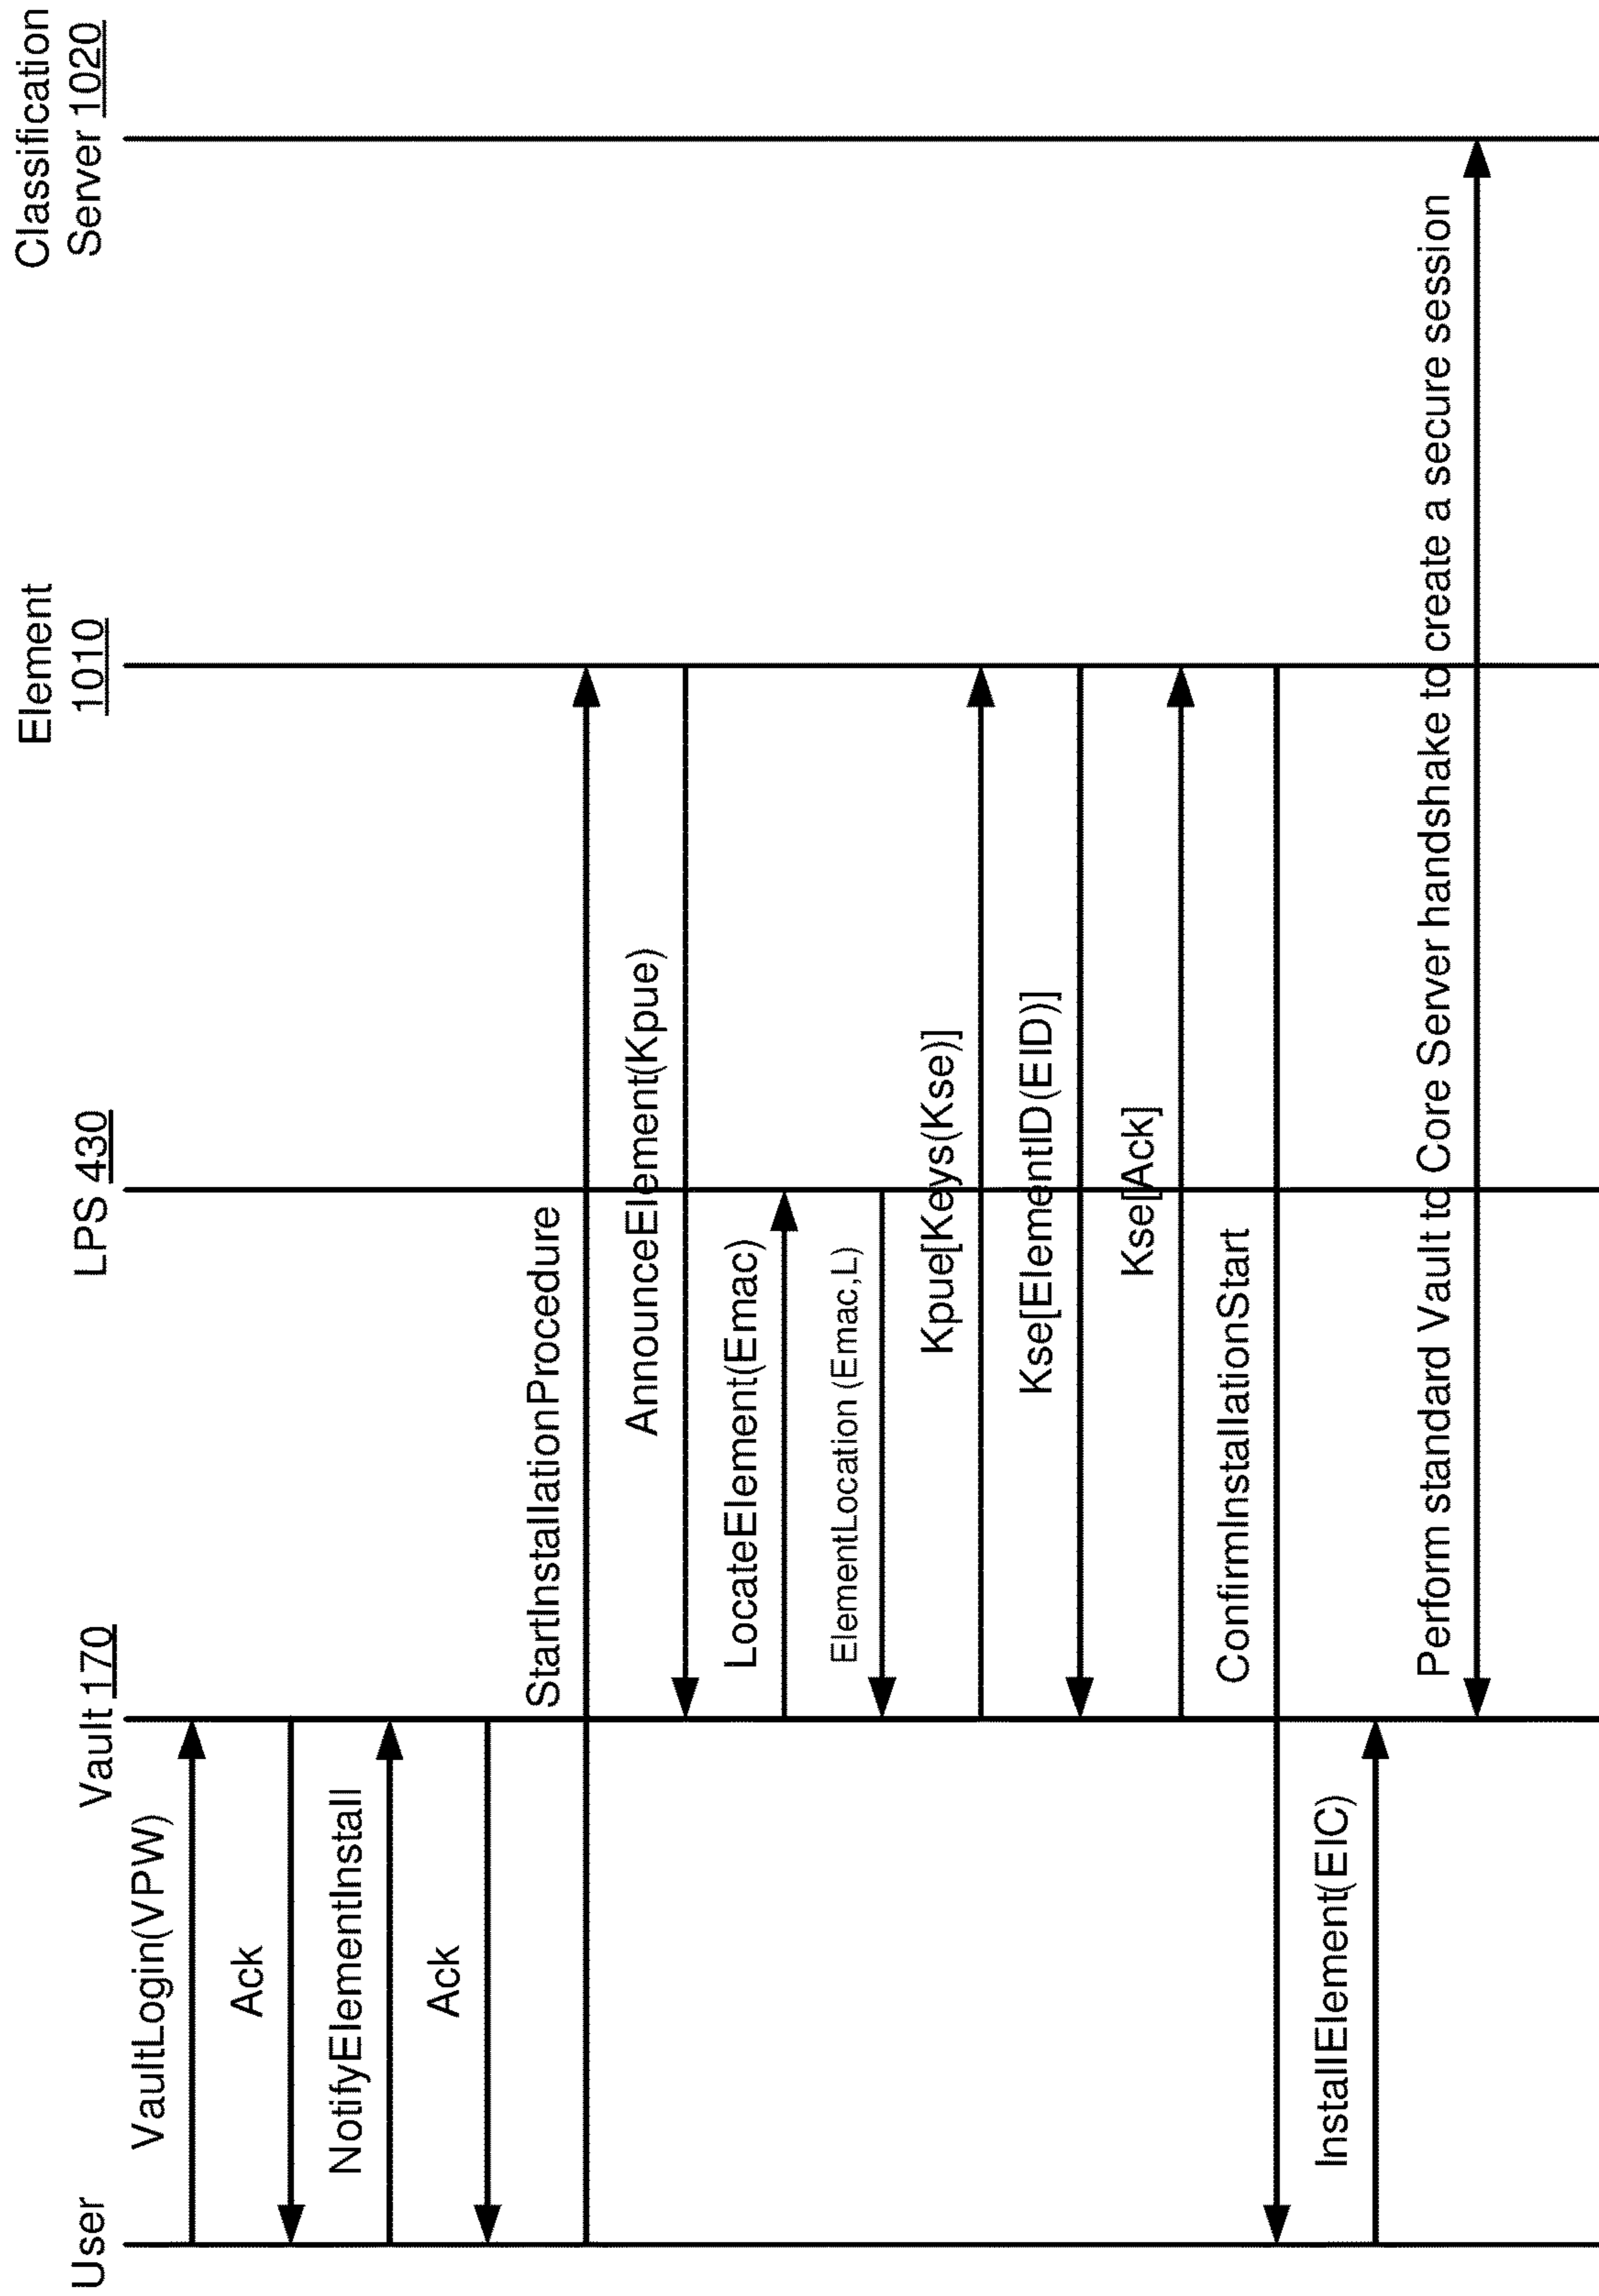 User
Vault 170
LPS 430
Element
1010
Classification
Server 1020
VaultLogin(VPW)
Ack
NotifyElementInstall
Ack
StartInstallationProcedure
AnnounceElement(Kpue)
LocateElement(Emac)
ElementLocation (Emac,L)
Kpue[Keys(Kse)]
Kse[ElementID(EID)]
Kse[Ack]
ConfirmInstallationStart
InstallElement(EIC)
Perform standard Vault to Core Server handshake to create a secure session